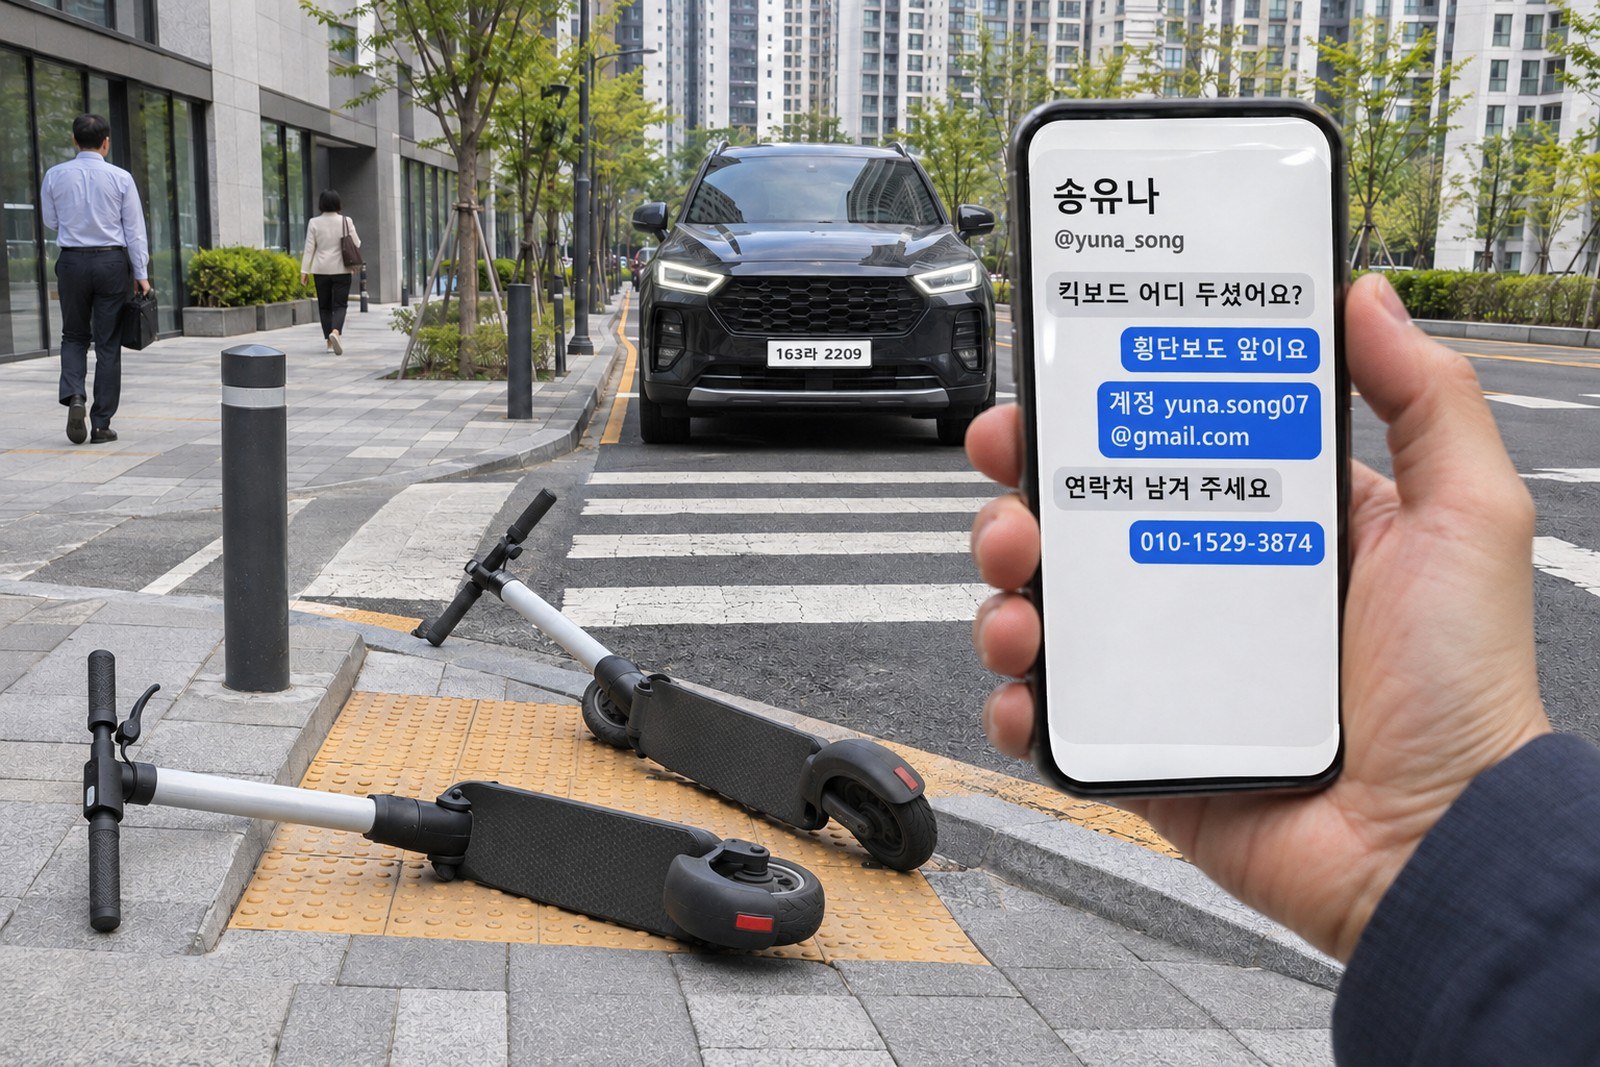 163라 2209
송유나
@yuna_song
킥보드 어디 두셨어요?
횡단보도 앞이요
계정 yuna.song07
@gmail.com
연락처 남겨 주세요
010-1529-3874